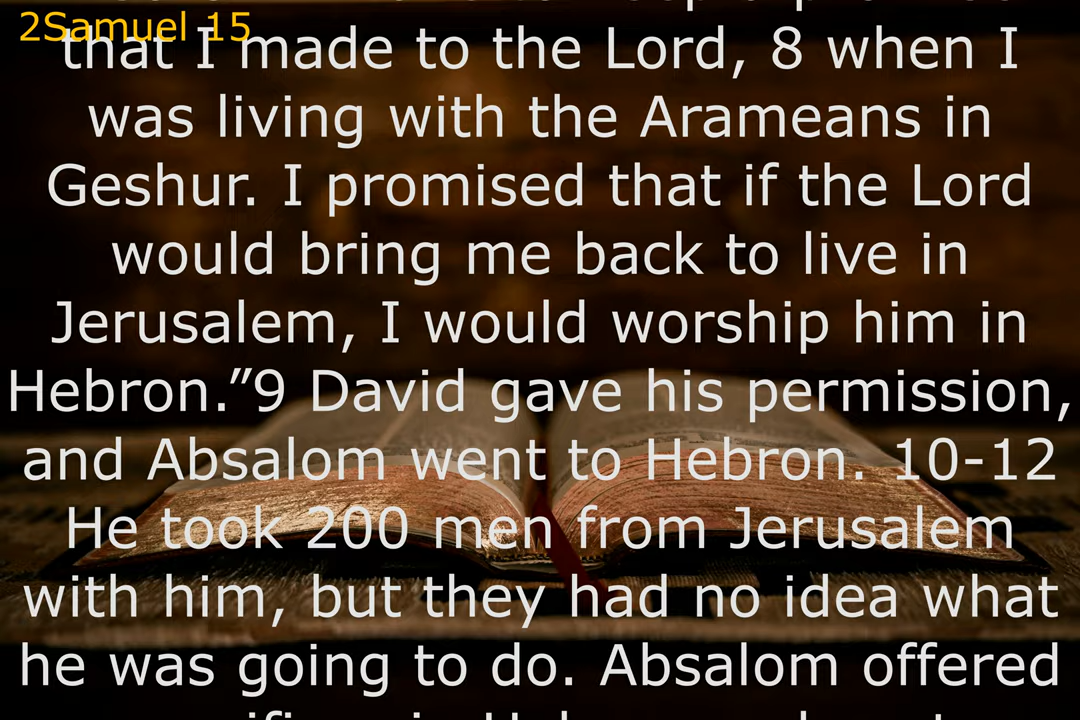 2Samuel 15
that I made to the Lord, 8 when I
was living with the Arameans in
Geshur. I promised that if the Lord
would bring me back to live in
Jerusalem, I would worship him in
Hebron.”9 David gave his permission,
and Absalom went to Hebron. 10-12
He took 200 men from Jerusalem
with him, but they had no idea what
he was going to do. Absalom offered